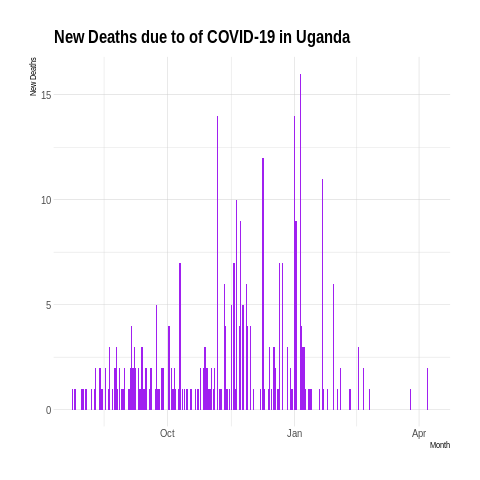 New Deaths due to of COVID-19 in Uganda
New Deaths
15
10
5
0
Oct
Jan
Apr
Month